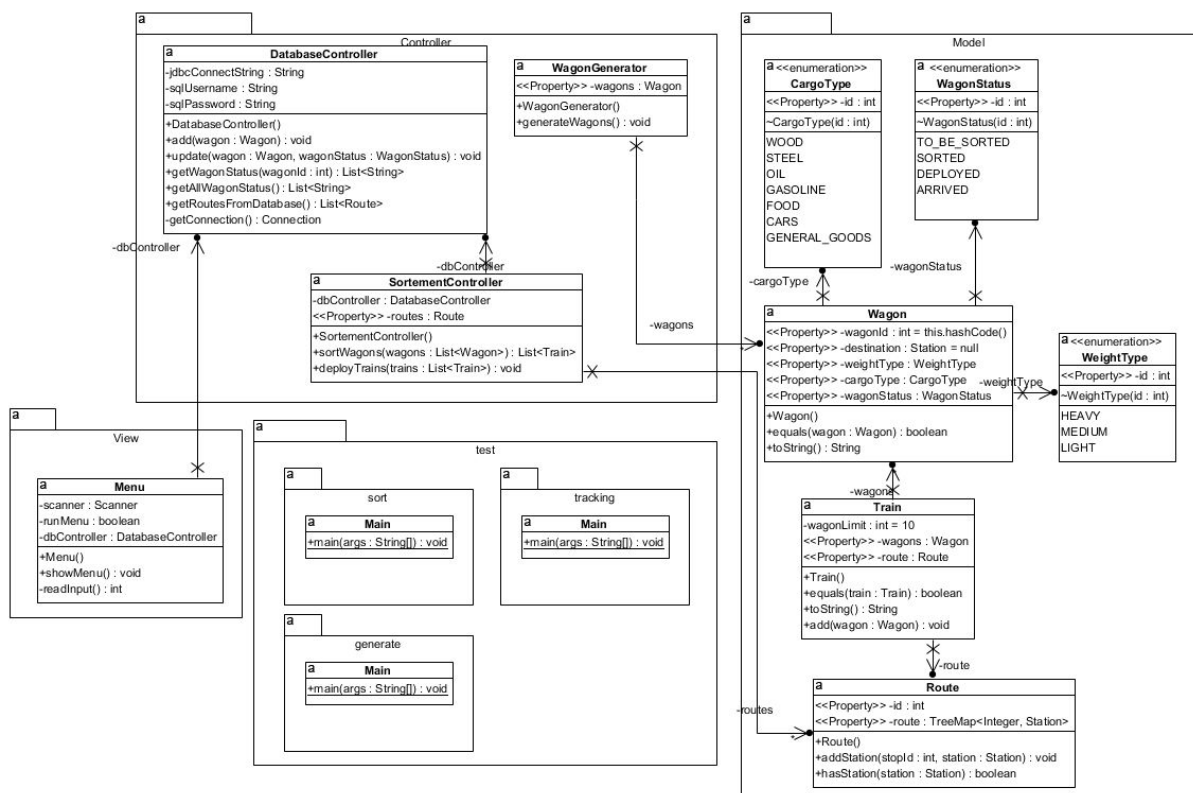 a
Controller
a
DatabaseController
-jdbcConnectString : String
-sqlUsername : String
-sqlPassword : String
+DatabaseController()
+add(wagon : Wagon) : void
+update(wagon : Wagon, wagonStatus : WagonStatus) : void
+getWagonStatus(wagonId : int) : List<String>
+getAllWagonStatus() : List<String>
+getRoutesFromDatabase() : List<Route>
-getConnection() : Connection
a
WagonGenerator
<<Property>> -wagons : Wagon
+WagonGenerator()
+generateWagons() : void
-dbController
-dbController
a
SortementController
-dbController : DatabaseController
<<Property>> -routes : Route
+SortementController()
+sortWagons(wagons : List<Wagon>) : List<Train>
+deployTrains(trains : List<Train>) : void
-wagons
*
a
Model
a <<enumeration>>
CargoType
<<Property>> -id : int
~CargoType(id : int)
WOOD
STEEL
OIL
GASOLINE
FOOD
CARS
GENERAL_GOODS
a <<enumeration>>
WagonStatus
<<Property>> -id : int
~WagonStatus(id : int)
TO_BE_SORTED
SORTED
DEPLOYED
ARRIVED
-cargoType
-wagonStatus
a
Wagon
<<Property>> -wagonId : int = this.hashCode()
<<Property>> -destination : Station = null
<<Property>> -weightType : WeightType
<<Property>> -cargoType : CargoType
<<Property>> -wagonStatus : WagonStatus
+Wagon()
+equals(wagon : Wagon) : boolean
+toString() : String
-weightType
a <<enumeration>>
WeightType
<<Property>> -id : int
~WeightType(id : int)
HEAVY
MEDIUM
LIGHT
-wagons
a
Train
-wagonLimit : int = 10
<<Property>> -wagons : Wagon
<<Property>> -route : Route
+Train()
+equals(train : Train) : boolean
+toString() : String
+add(wagon : Wagon) : void
-route
-routes
*
a
Route
<<Property>> -id : int
<<Property>> -route : TreeMap<Integer, Station>
+Route()
+addStation(stopId : int, station : Station) : void
+hasStation(station : Station) : boolean
a
View
a
Menu
-scanner : Scanner
-runMenu : boolean
-dbController : DatabaseController
+Menu()
+showMenu() : void
-readInput() : int
a
test
a
sort
a
Main
+main(args : String[]) : void
a
tracking
a
Main
+main(args : String[]) : void
a
generate
a
Main
+main(args : String[]) : void